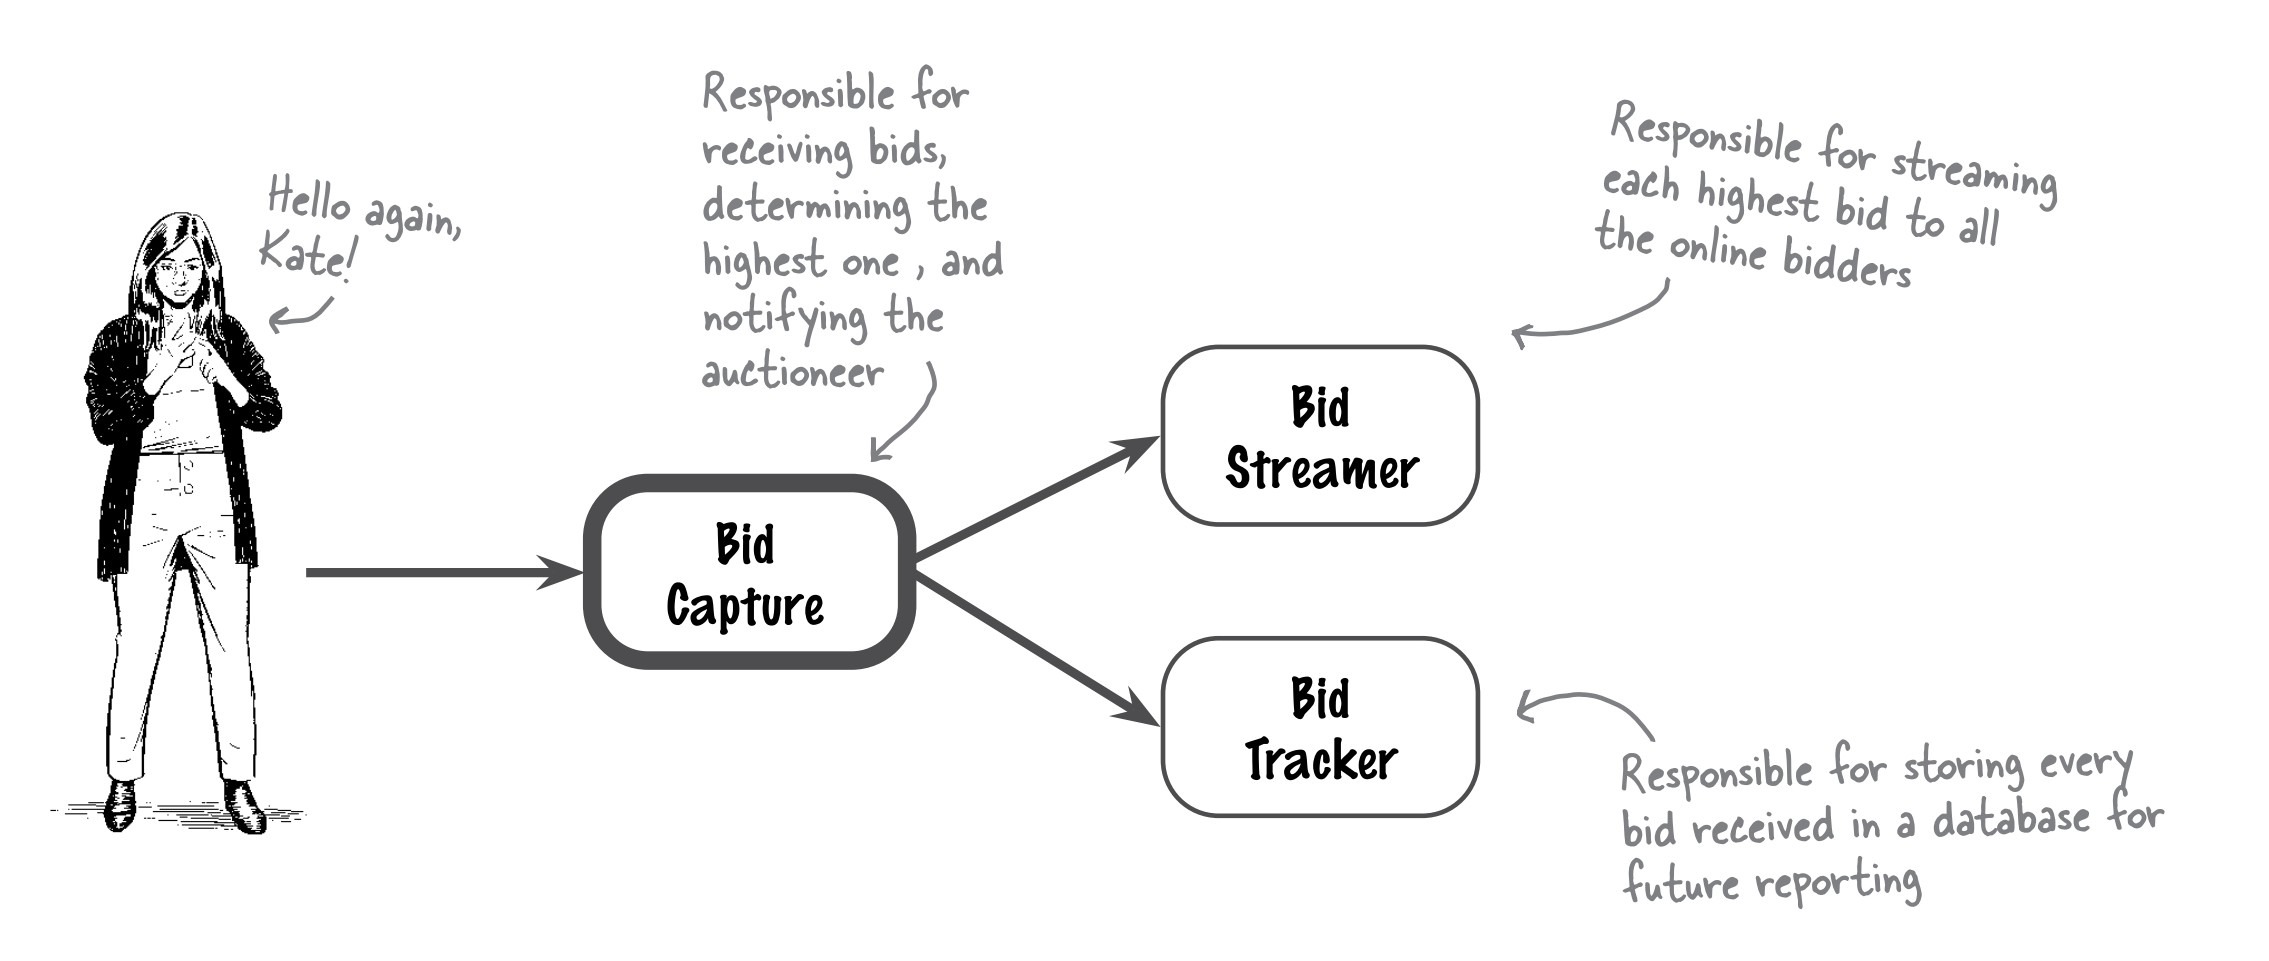 Hello again,
Kate!
Responsible for
receiving bids,
determining the
highest one , and
notifying the
auctioneer
Bid
Capture
Responsible for streaming
each highest bid to all
the online bidders
Bid
Streamer
Bid
Tracker
Responsible for storing every
bid received in a database for
future reporting